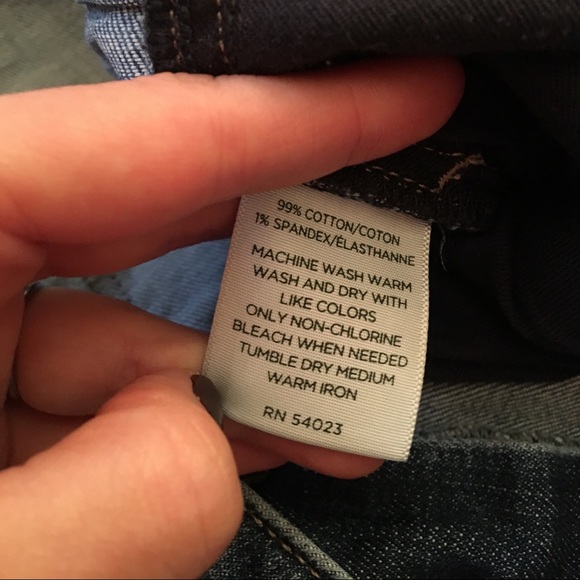 99% COTTON/COTON
1% SPANDEX/ÉLASTHANNE
MACHINE WASH WARM
WASH AND DRY WITH
LIKE COLORS
ONLY NON-CHLORINE
BLEACH WHEN NEEDED
TUMBLE DRY MEDIUM
WARM IRON
RN 54023